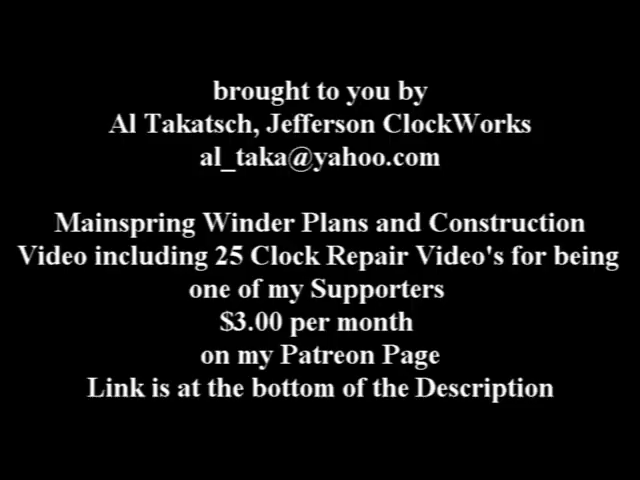 brought to you by
Al Takatsch, Jefferson ClockWorks
al_taka@yahoo.com
Mainspring Winder Plans and Construction
Video including 25 Clock Repair Video's for being
one of my Supporters
$3.00 per month
on my Patreon Page
Link is at the bottom of the Description